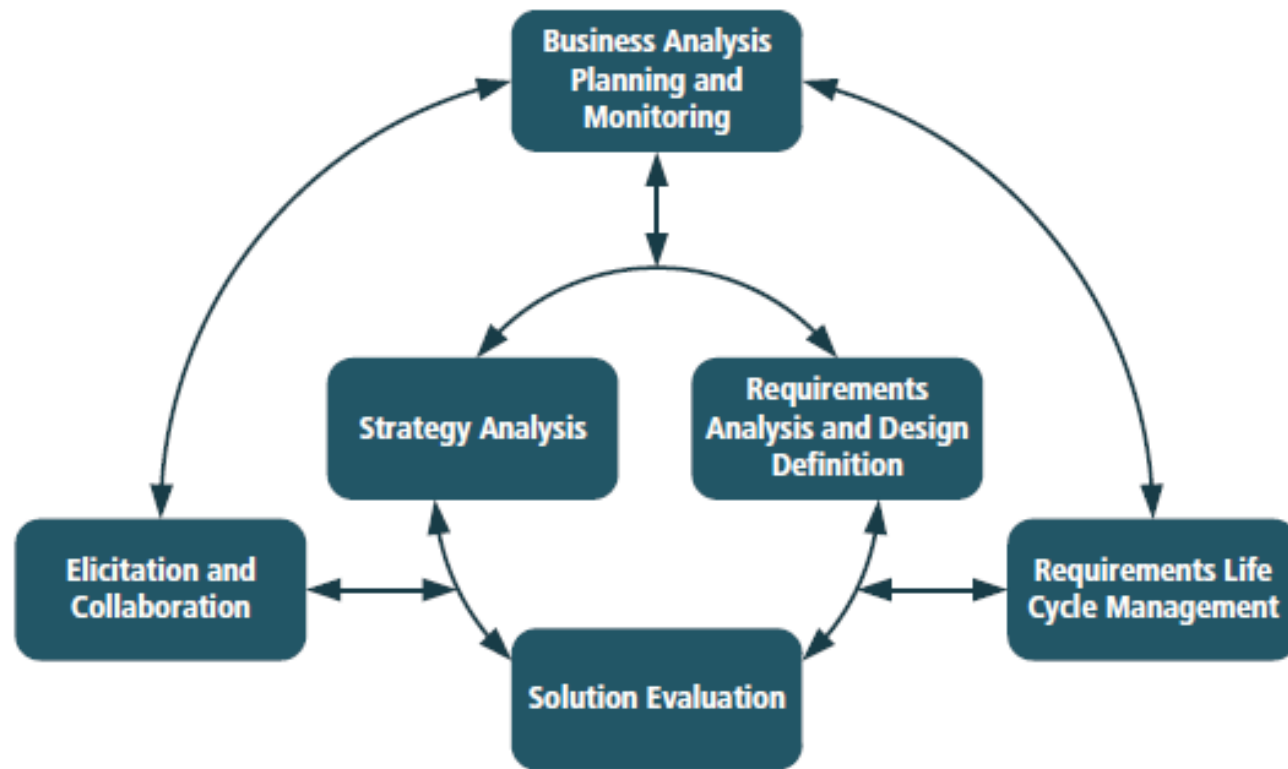 Business Analysis
Planning and
Monitoring
Strategy Analysis
Requirements
Analysis and Design
Definition
Elicitation and
Collaboration
Requirements Life
Cycle Management
Solution Evaluation